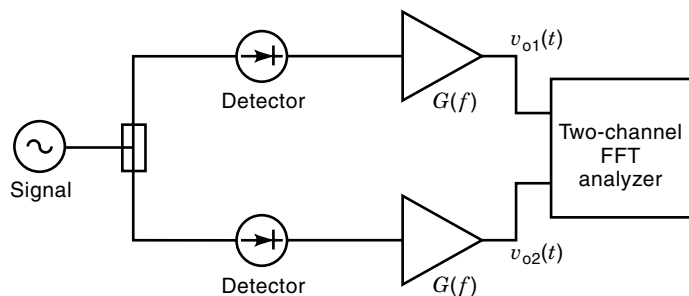 v_o1(t)
Detector
G(f)
Two-channel
FFT
analyzer
Signal
v_o2(t)
Detector
G(f)